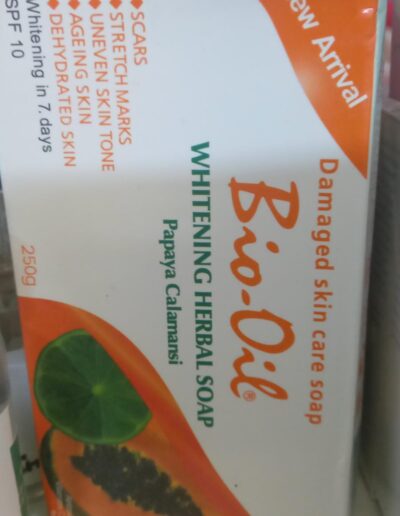 ew Arrival
Damaged skin care soap
Bio-Oil®
WHITENING HERBAL SOAP
Papaya Calamansi
◆SCARS
◆STRETCH MARKS
◆UNEVEN SKIN TONE
◆AGEING SKIN
◆DEHYDRATED SKIN
Whitening in 7. days
SPF 10
250g